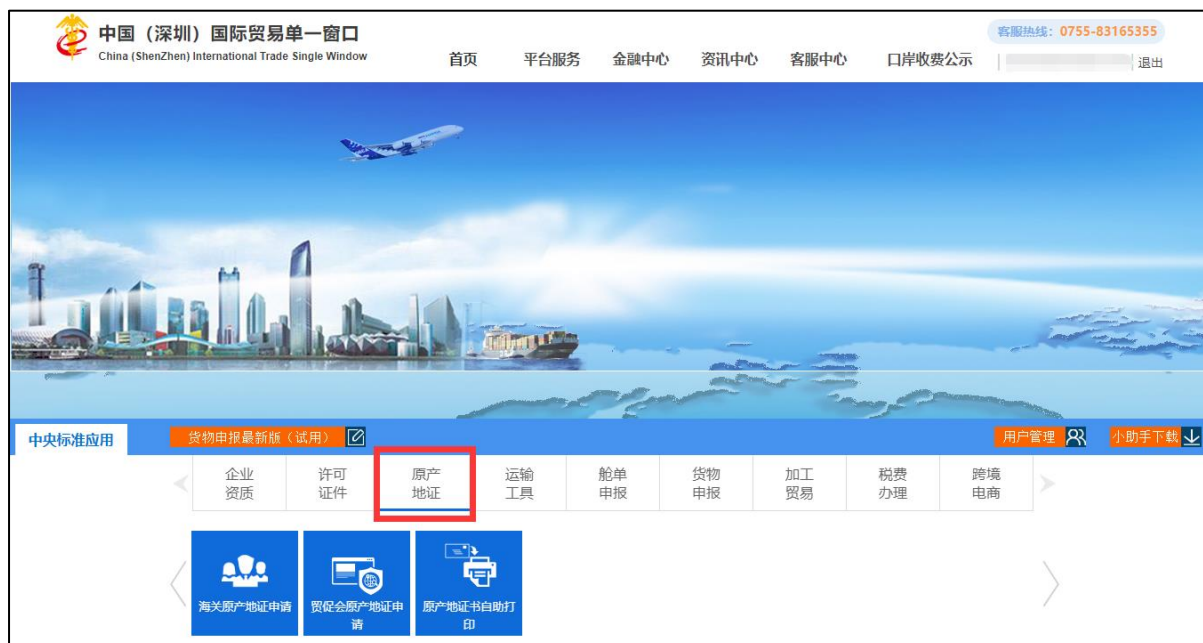 中国（深圳）国际贸易单一窗口
China (ShenZhen) International Trade Single Window
客服热线：0755-83165355
首页 平台服务 金融中心 资讯中心 客服中心 口岸收费公示
退出
中央标准应用 货物申报最新版（试用） 用户管理 小助手下载
企业 许可 原产 运输 舱单 货物 加工 税费 跨境
资质 证件 地证 工具 申报 申报 贸易 办理 电商
海关原产地证申请 贸促会原产地证申 原产地证书自助打
请 印